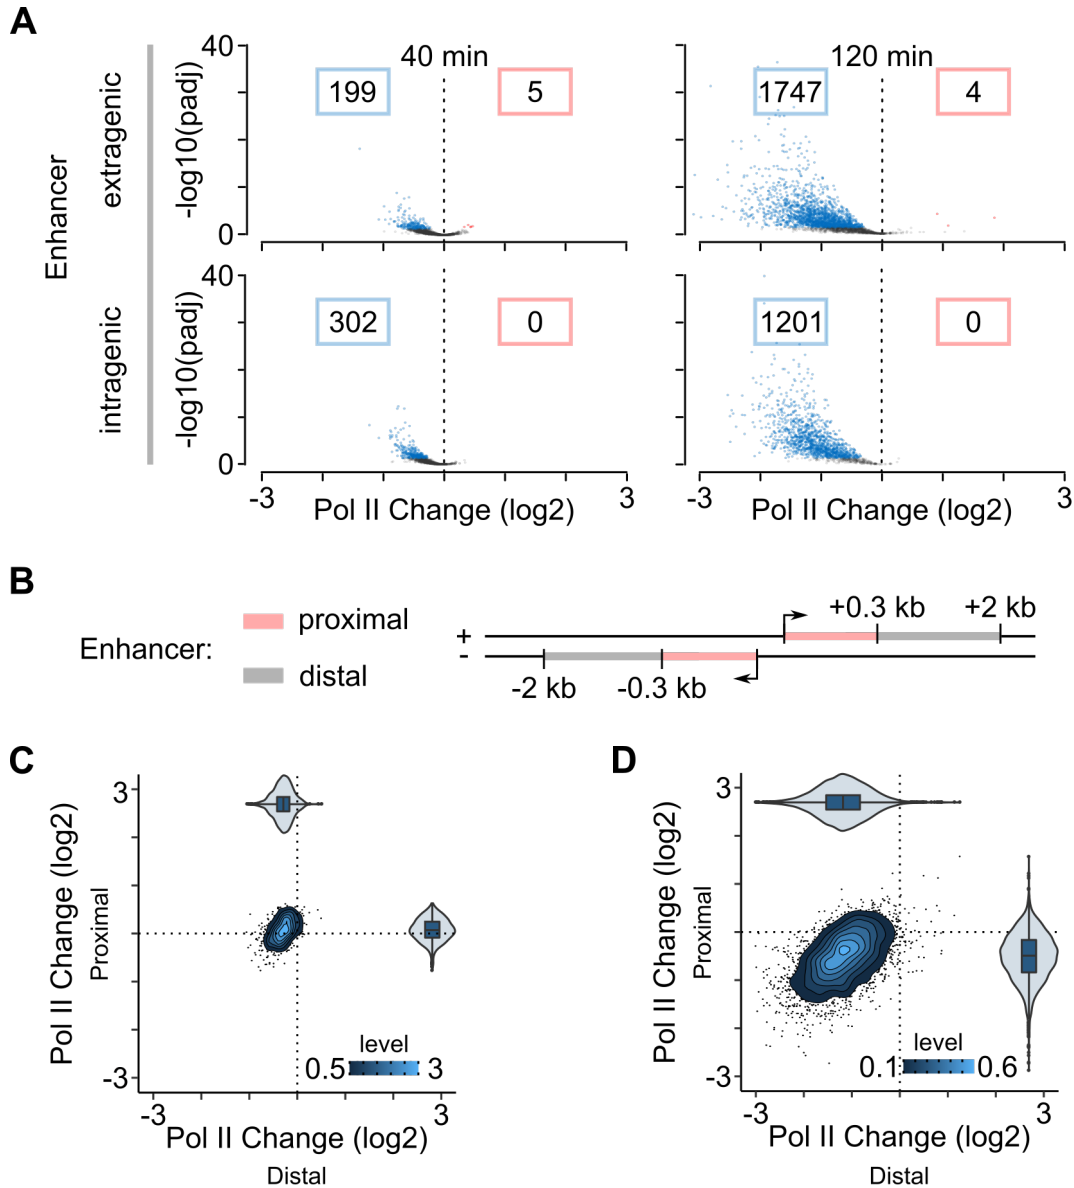 A
Enhancer
extragenic
intragenic
40 min
120 min
40
-log10(padj)
0
199
5
1747
4
40
-log10(padj)
0
302
0
1201
0
-3
3
-3
3
Pol II Change (log2)
Pol II Change (log2)
B
Enhancer:
proximal
distal
+
-
+0.3 kb
+2 kb
-2 kb
-0.3 kb
C
Pol II Change (log2)
Proximal
3
-3
level
0.5
3
-3
3
Pol II Change (log2)
Distal
D
Pol II Change (log2)
Proximal
3
-3
level
0.1
0.6
-3
3
Pol II Change (log2)
Distal